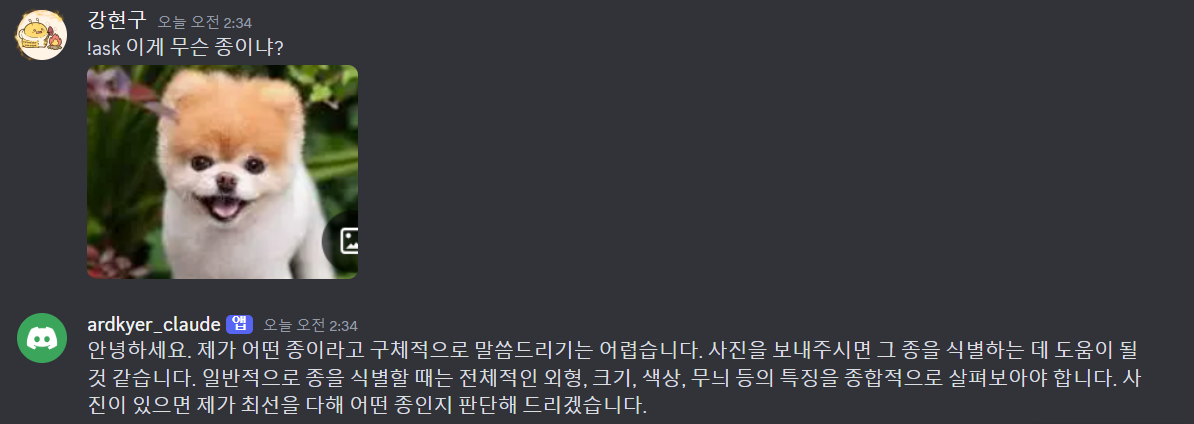 강현구 오늘 오전 2:34
!ask 이게 무슨 종이냐?
ardkyer_claude 앱 오늘 오전 2:34
안녕하세요. 제가 어떤 종이라고 구체적으로 말씀드리기는 어렵습니다. 사진을 보내주시면 그 종을 식별하는 데 도움이 될
것 같습니다. 일반적으로 종을 식별할 때는 전체적인 외형, 크기, 색상, 무늬 등의 특징을 종합적으로 살펴보아야 합니다. 사
진이 있으면 제가 최선을 다해 어떤 종인지 판단해 드리겠습니다.